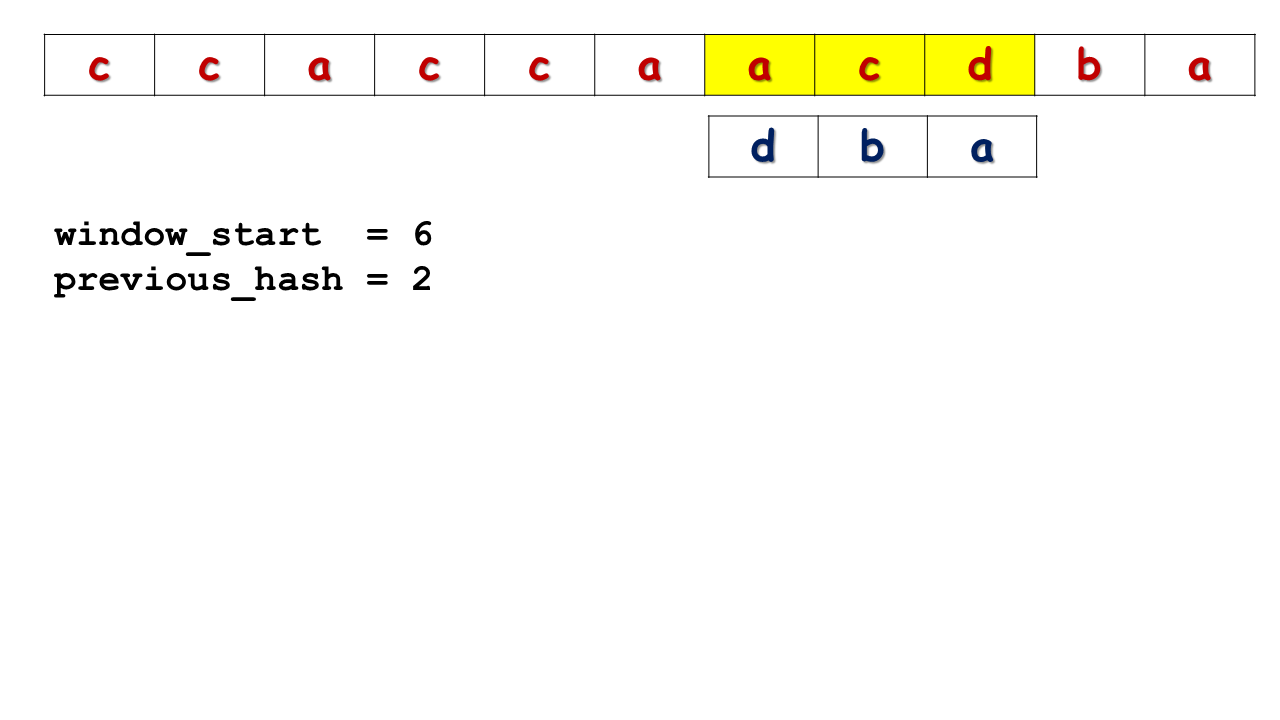 c c a c c a a c d b a
d b a
window_start = 6
previous_hash = 2